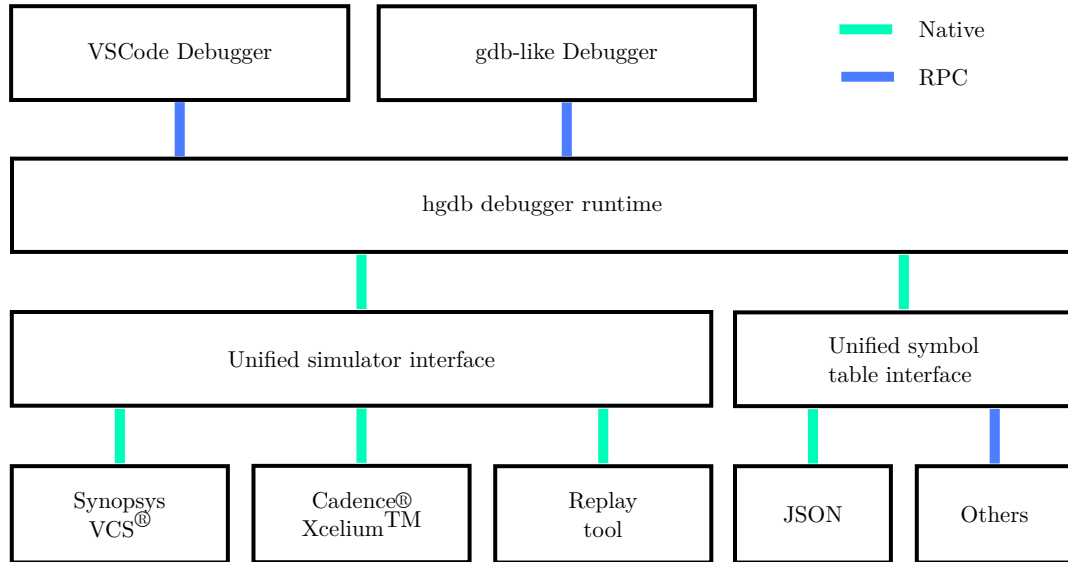 VSCode Debugger
gdb-like Debugger
Native
RPC
hgdb debugger runtime
Unified simulator interface
Unified symbol
table interface
Synopsys
VCS®
Cadence®
Xcelium™
Replay
tool
JSON
Others